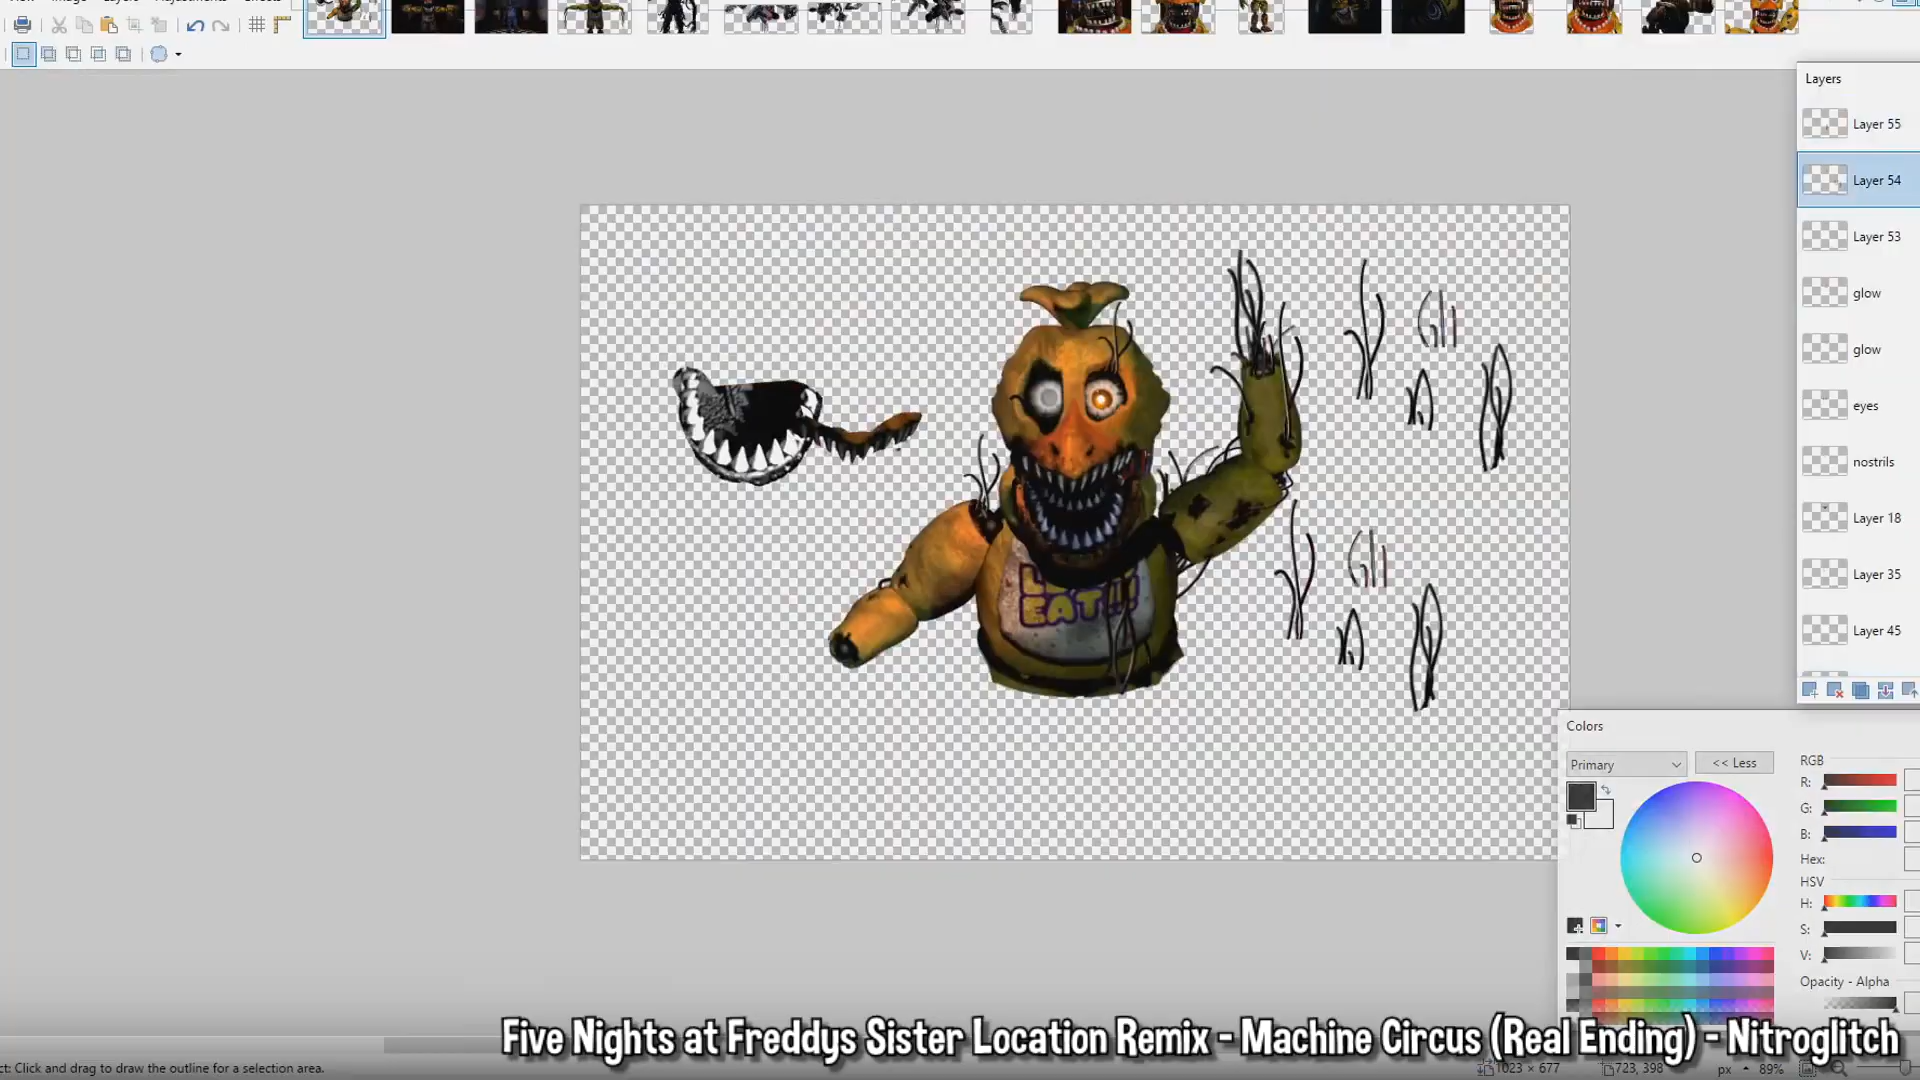 Layers
Layer 55
Layer 54
Layer 53
glow
glow
eyes
nostrils
Layer 18
Layer 35
Layer 45
EAT!!
Colors
Primary
<< Less
RGB
R:
G:
B:
Hex:
HSV
H:
S:
V:
Opacity - Alpha
Five Nights at Freddys Sister Location Remix - Machine Circus (Real Ending) - Nitroglitch
ct: Click and drag to draw the outline for a selection area.
1023 × 677
723, 398
px
89%